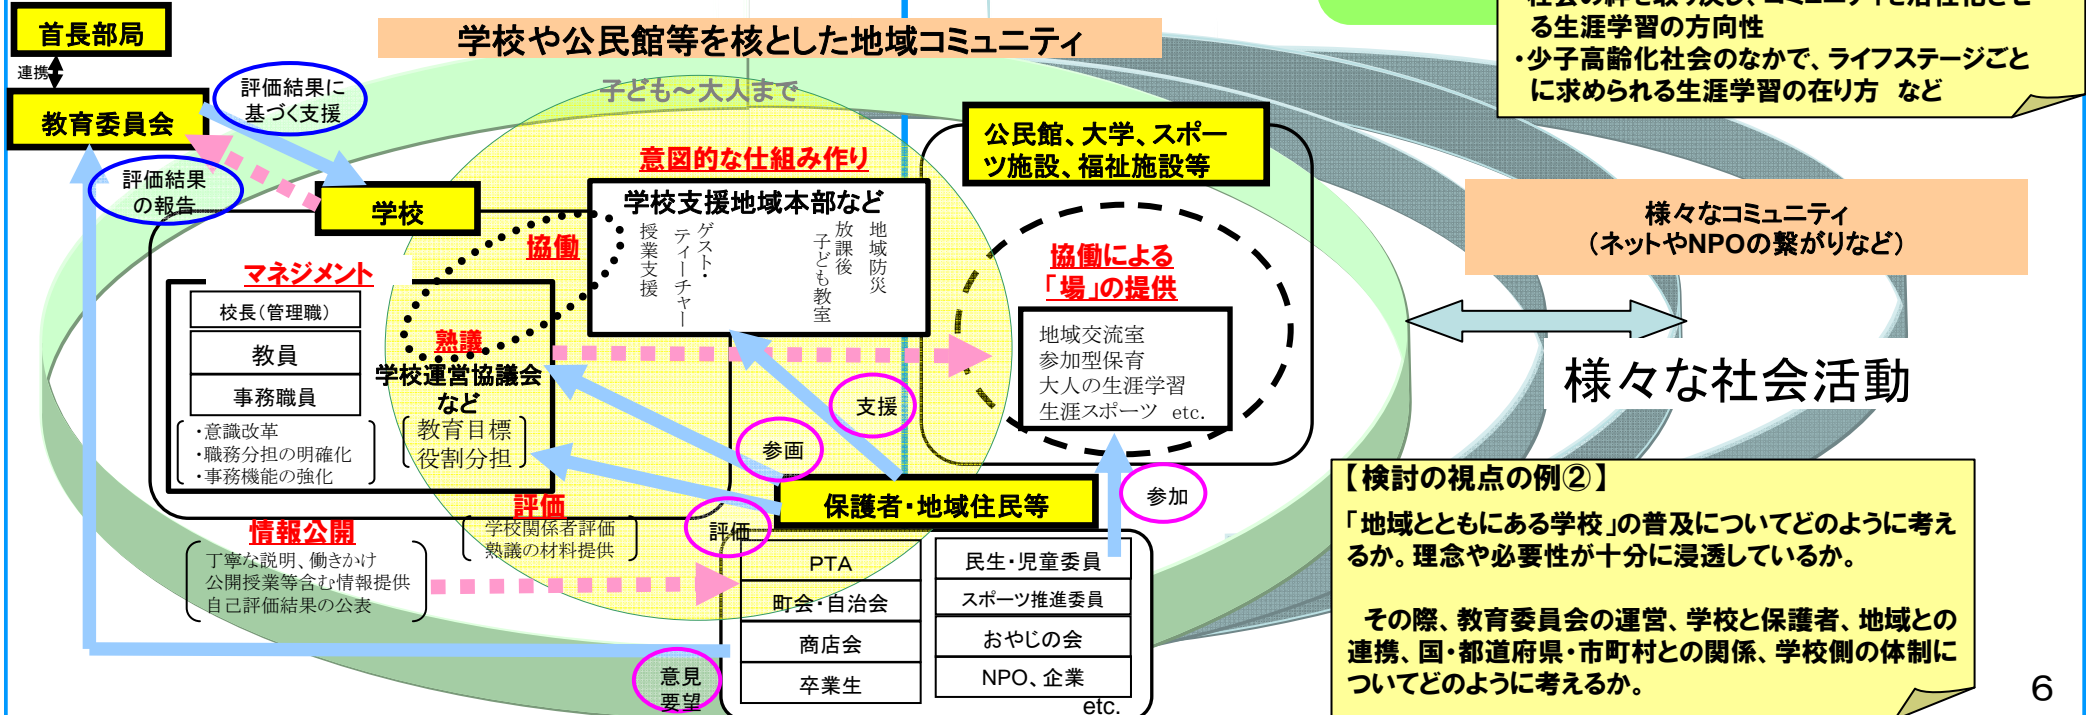 首長部局
連携
教育委員会
評価結果に
基づく支援
評価結果
の報告
学校や公民館等を核とした地域コミュニティ
子ども～大人まで
る生涯学習の方向性
・少子高齢化社会のなかで、ライフステージごと
に求められる生涯学習の在り方　など
学校
意図的な仕組み作り
学校支援地域本部など
授業支援
ゲスト・
ティーチャー
放課後
子ども教室
地域防災
協働
公民館、大学、スポー
ツ施設、福祉施設等
協働による
「場」の提供
地域交流室
参加型保育
大人の生涯学習
生涯スポーツ etc.
様々なコミュニティ
（ネットやNPOの繋がりなど）
様々な社会活動
マネジメント
校長（管理職）
教員
事務職員
・意識改革
・職務分担の明確化
・事務機能の強化
熟議
学校運営協議会
など
教育目標
役割分担
支援
参画
参加
評価
保護者・地域住民等
評価
学校関係者評価
熟議の材料提供
情報公開
丁寧な説明、働きかけ
公開授業等含む情報提供
自己評価結果の公表
PTA
町会・自治会
商店会
卒業生
民生・児童委員
スポーツ推進委員
おやじの会
NPO、企業
etc.
意見
要望
【検討の視点の例②】
「地域とともにある学校」の普及についてどのように考え
るか。理念や必要性が十分に浸透しているか。
その際、教育委員会の運営、学校と保護者、地域との
連携、国・都道府県・市町村との関係、学校側の体制に
ついてどのように考えるか。
6